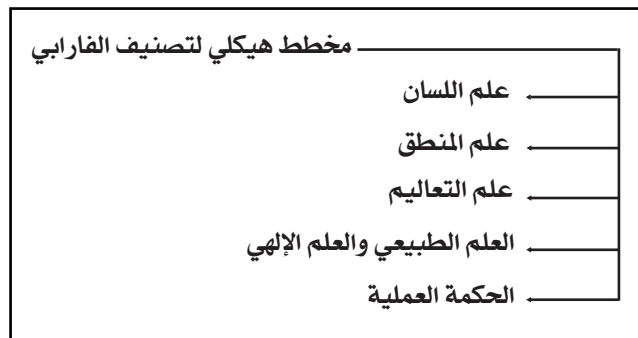 مخطط هيكلي لتصنيف الفارابي
علم اللسان
علم المنطق
علم التعاليم
العلم الطبيعي والعلم الإلهي
الحكمة العملية